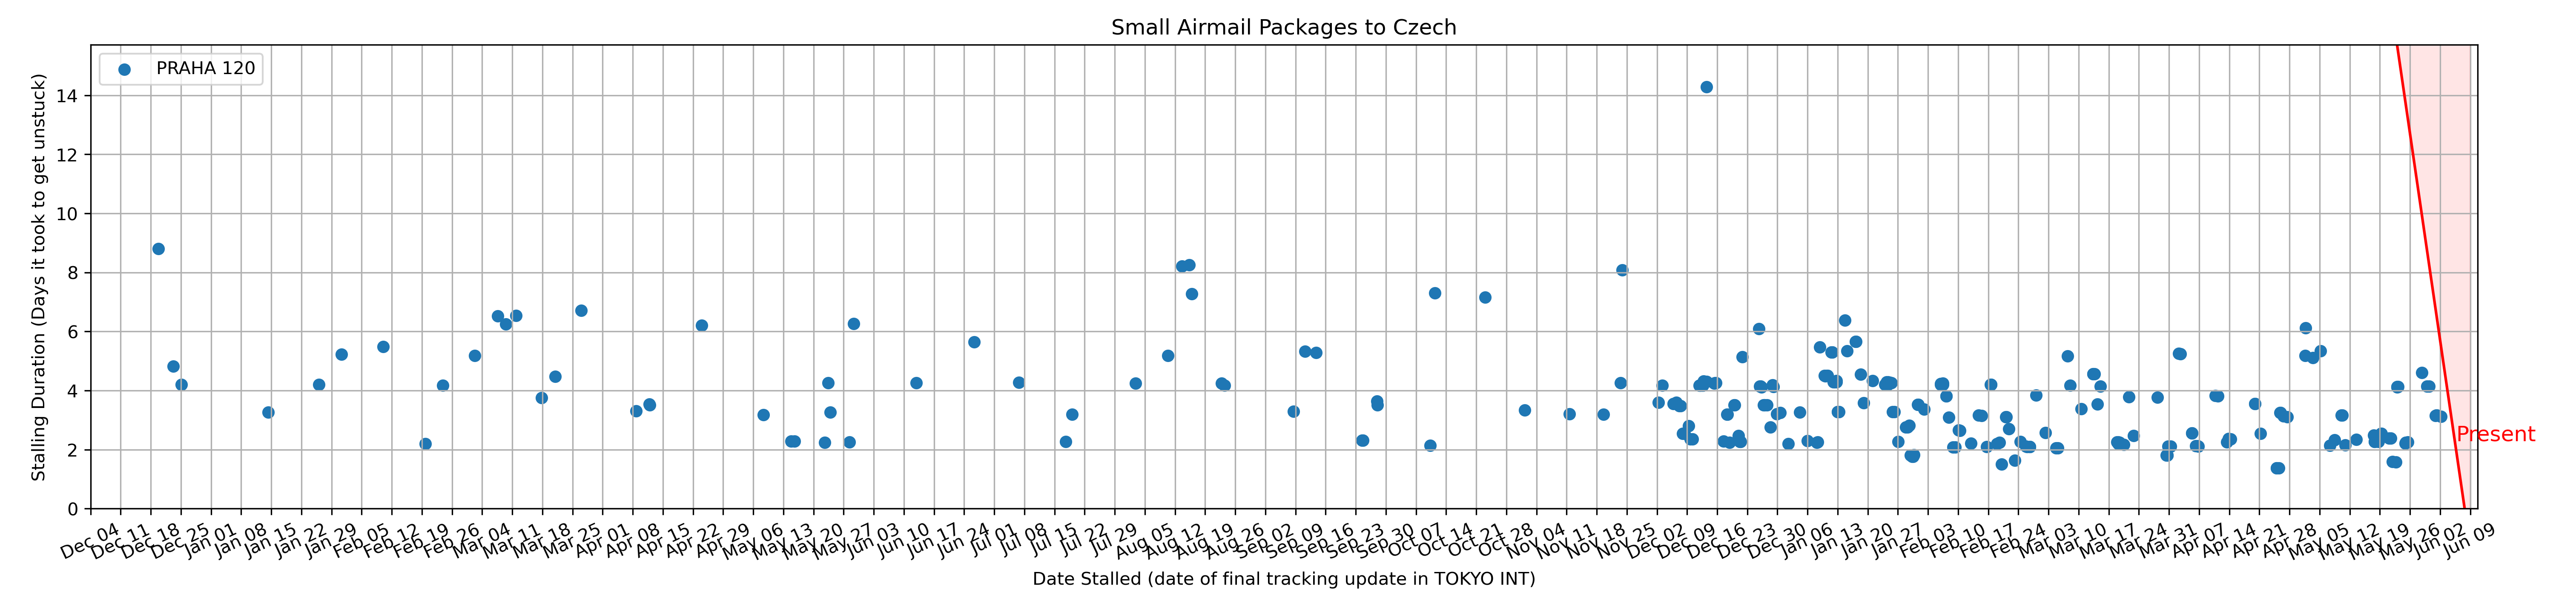 Small Airmail Packages to Czech
PRAHA 120
Stalling Duration (Days it took to get unstuck)
14
12
10
8
6
4
2
0
Present
Dec 04
Dec 11
Dec 18
Dec 25
Jan 01
Jan 08
Jan 15
Jan 22
Jan 29
Feb 05
Feb 12
Feb 19
Feb 26
Mar 04
Mar 11
Mar 18
Mar 25
Apr 01
Apr 08
Apr 15
Apr 22
Apr 29
May 06
May 13
May 20
May 27
Jun 03
Jun 10
Jun 17
Jun 24
Jul 01
Jul 08
Jul 15
Jul 22
Jul 29
Aug 05
Aug 12
Aug 19
Aug 26
Sep 02
Sep 09
Sep 16
Sep 23
Sep 30
Oct 07
Oct 14
Oct 21
Oct 28
Nov 04
Nov 11
Nov 18
Nov 25
Dec 02
Dec 09
Dec 16
Dec 23
Dec 30
Jan 06
Jan 13
Jan 20
Jan 27
Feb 03
Feb 10
Feb 17
Feb 24
Mar 03
Mar 10
Mar 17
Mar 24
Mar 31
Apr 07
Apr 14
Apr 21
Apr 28
May 05
May 12
May 19
May 26
Jun 02
Jun 09
Date Stalled (date of final tracking update in TOKYO INT)